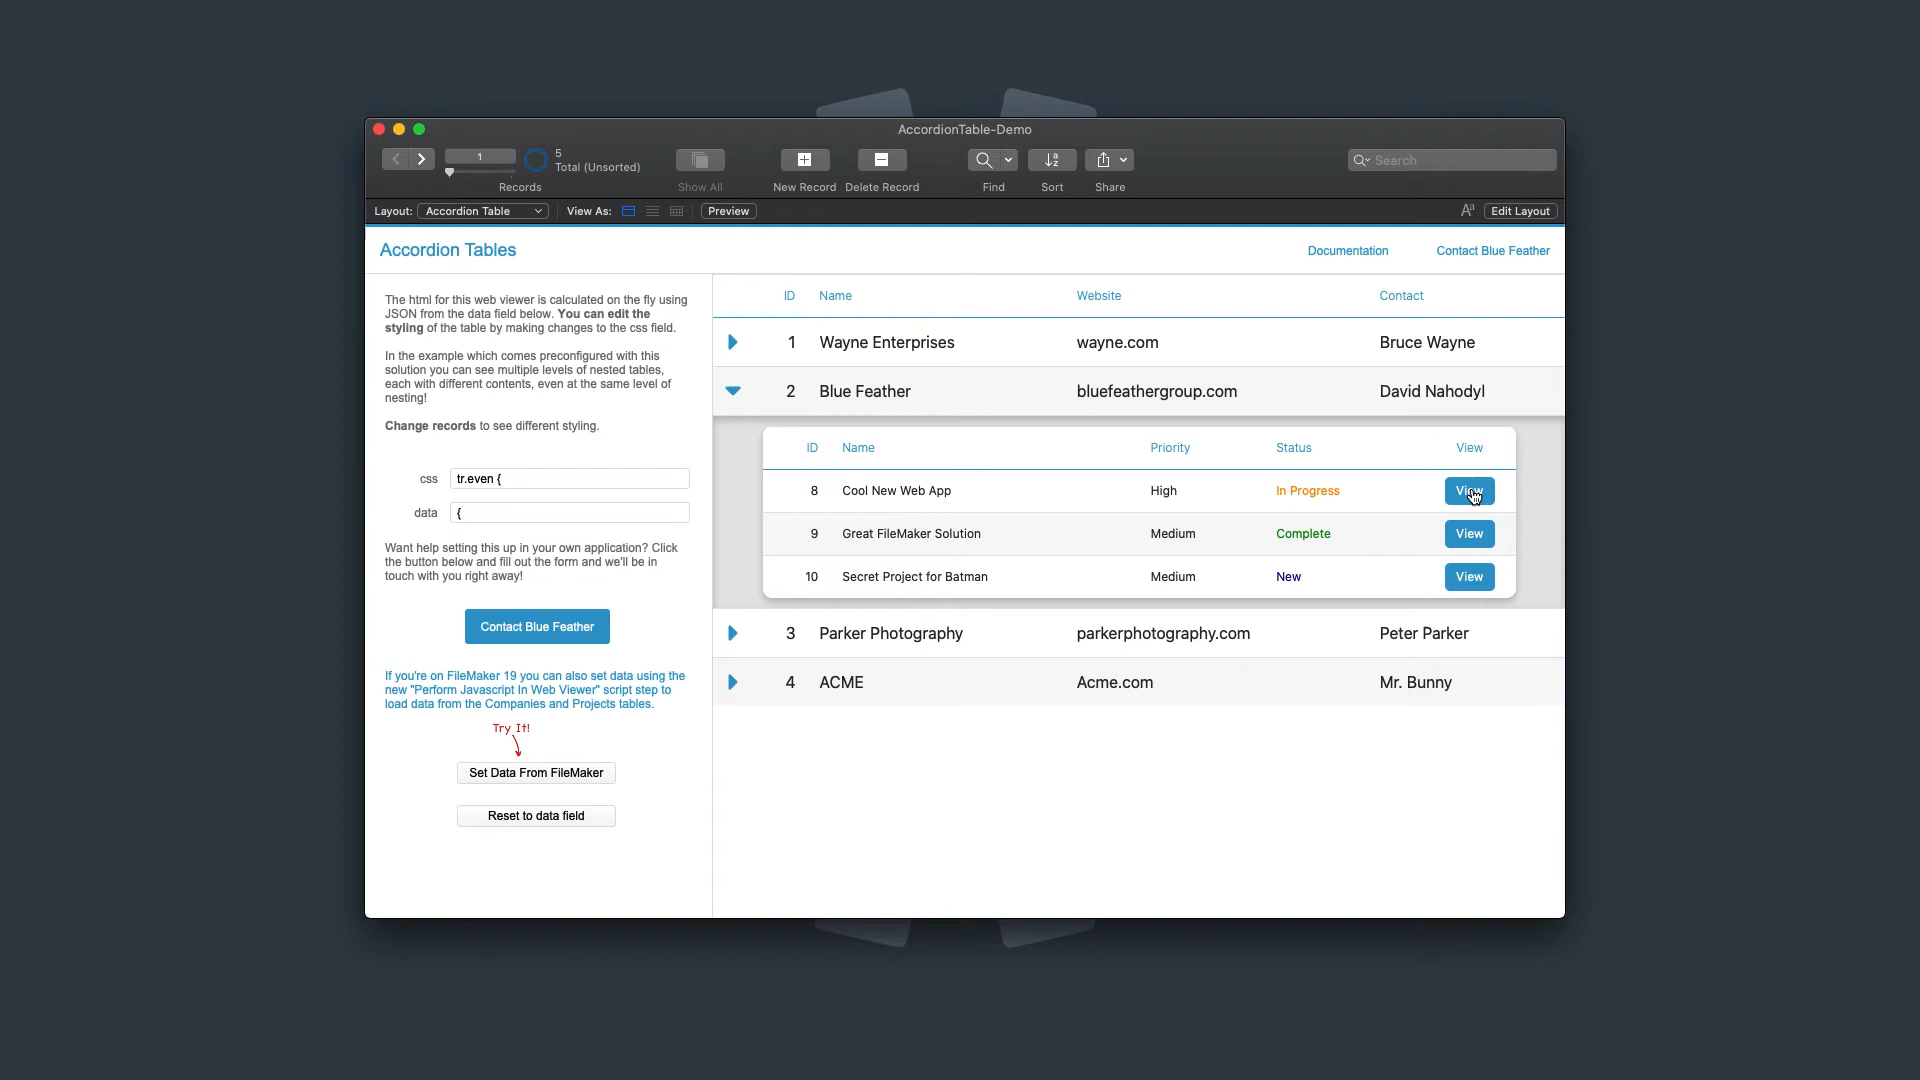 AccordionTable-Demo
1
5
Total (Unsorted)
Records
Show All
New Record
Delete Record
Find
Sort
Share
Search
Layout: Accordion Table
View As:
Preview
Aa
Edit Layout
Accordion Tables
Documentation
Contact Blue Feather
The html for this web viewer is calculated on the fly using
JSON from the data field below. You can edit the
styling of the table by making changes to the css field.
In the example which comes preconfigured with this
solution you can see multiple levels of nested tables,
each with different contents, even at the same level of
nesting!
Change records to see different styling.
css tr.even {
data {
Want help setting this up in your own application? Click
the button below and fill out the form and we'll be in
touch with you right away!
Contact Blue Feather
If you're on FileMaker 19 you can also set data using the
new "Perform Javascript In Web Viewer" script step to
load data from the Companies and Projects tables.
Try It!
Set Data From FileMaker
Reset to data field
ID Name Website Contact
1 Wayne Enterprises wayne.com Bruce Wayne
2 Blue Feather bluefeathergroup.com David Nahodyl
ID Name Priority Status View
8 Cool New Web App High In Progress View
9 Great FileMaker Solution Medium Complete View
10 Secret Project for Batman Medium New View
3 Parker Photography parkerphotography.com Peter Parker
4 ACME Acme.com Mr. Bunny